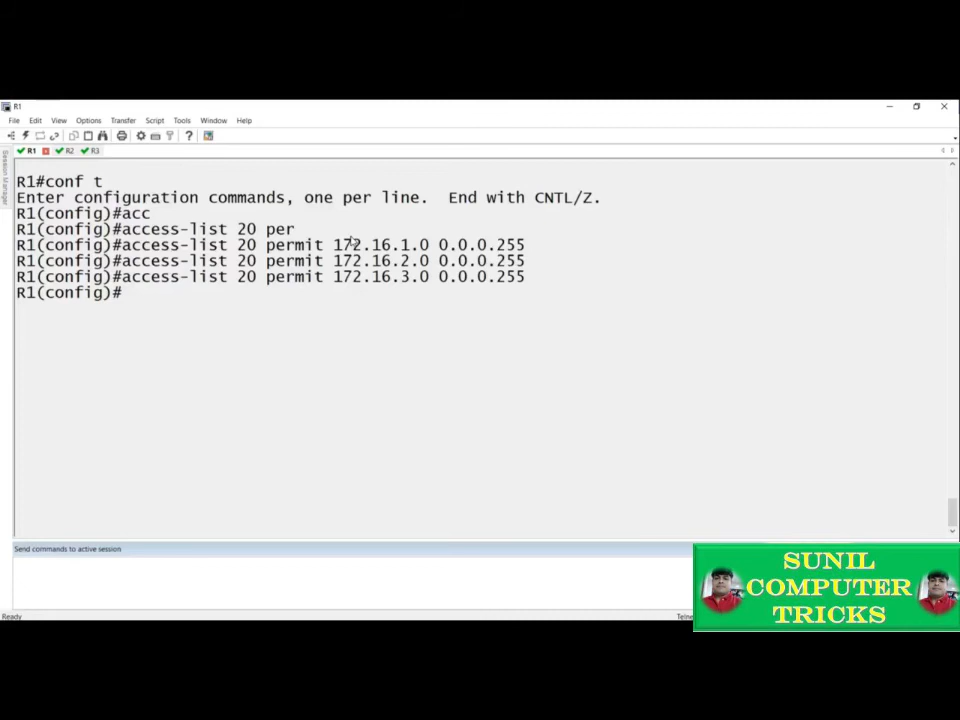 R1
File Edit View Options Transfer Script Tools Window Help
R1 R2 R3
Session Manager
R1#conf t
Enter configuration commands, one per line.  End with CNTL/Z.
R1(config)#acc
R1(config)#access-list 20 per
R1(config)#access-list 20 permit 172.16.1.0 0.0.0.255
R1(config)#access-list 20 permit 172.16.2.0 0.0.0.255
R1(config)#access-list 20 permit 172.16.3.0 0.0.0.255
R1(config)#
Send commands to active session
SUNIL
COMPUTER
TRICKS
Ready
Telne